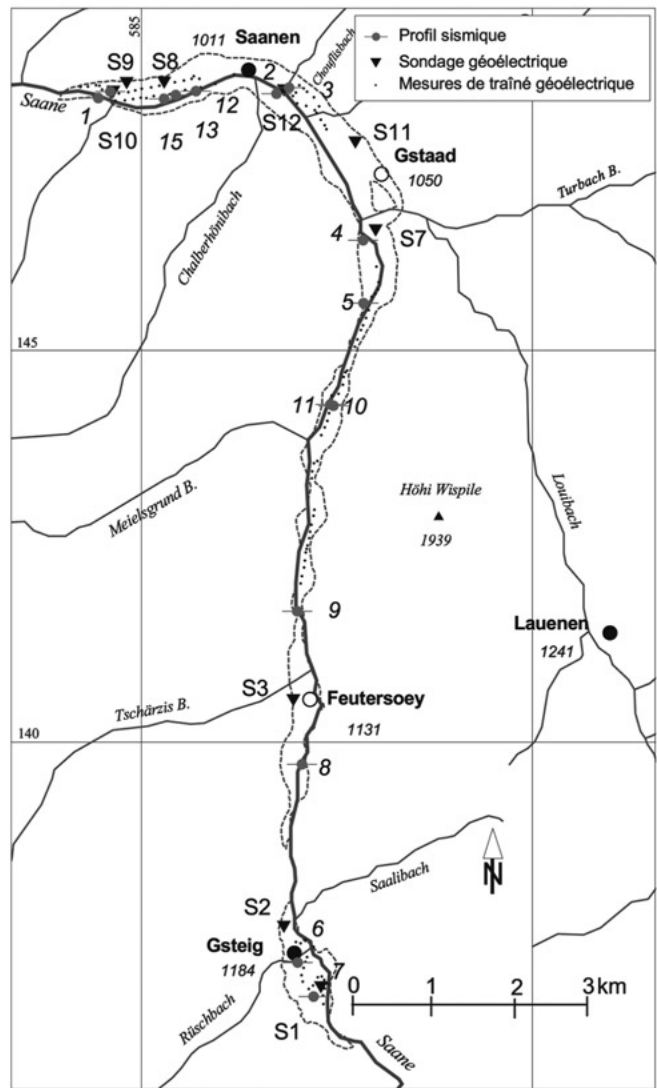 585
Profil sismique
Sondage géoélectrique
Mesures de traîné géoélectrique
Saanen
1011
S9
S8
Chouflisbach
2
3
Saane
1
12
S12
S11
S10
15
13
Gstaad
1050
Turbach B.
Chalberhönibach
4
S7
5
145
11
10
Meielsgrund B.
Höhi Wispile
1939
Louibach
9
Lauenen
1241
S3
Feutersoey
Tschärzis B.
1131
140
8
Saalibach
N
S2
6
Gsteig
1184
7
0 1 2 3 km
Rüschbach
S1
Saane